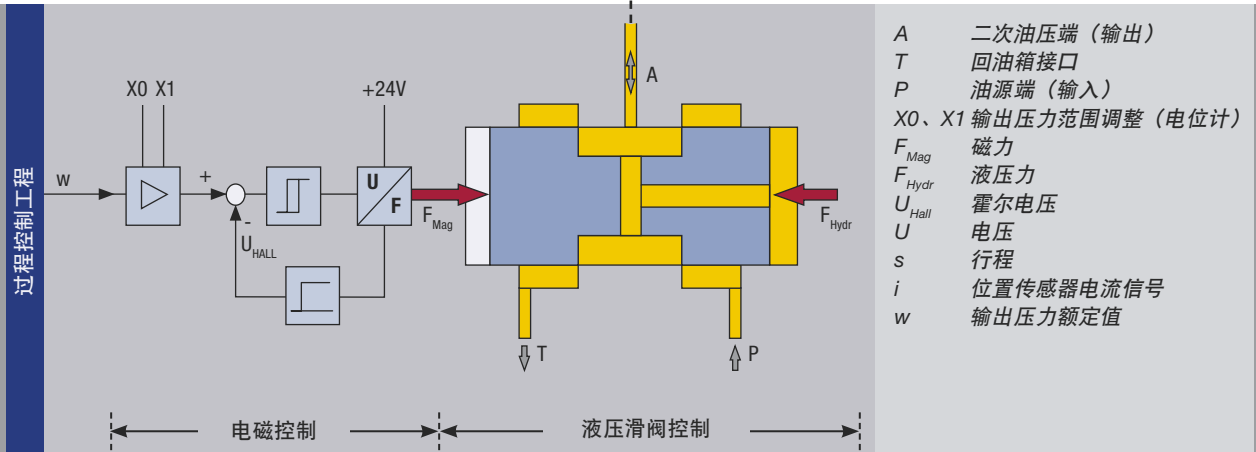 过程控制工程
X0 X1
+24V
w
+
-
U_HALL
U
F
F_Mag
A
F_Hydr
T
P
电磁控制
液压滑阀控制
A 二次油压端（输出）
T 回油箱接口
P 油源端（输入）
X0、X1 输出压力范围调整（电位计）
F_Mag 磁力
F_Hydr 液压力
U_Hall 霍尔电压
U 电压
s 行程
i 位置传感器电流信号
w 输出压力额定值